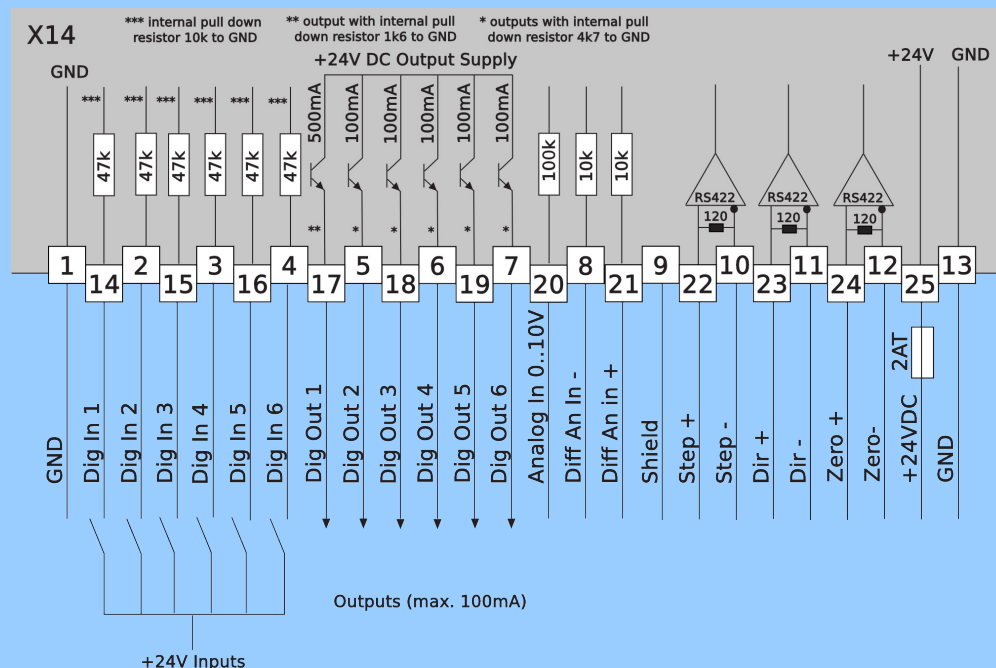 X14
*** internal pull down
resistor 10k to GND
** output with internal pull
down resistor 1k6 to GND
* outputs with internal pull
down resistor 4k7 to GND
+24V DC Output Supply
GND
+24V
GND
*** *** *** *** *** ***
47k 47k 47k 47k 47k 47k
500mA 100mA 100mA 100mA 100mA 100mA
100k 10k 10k
RS422 RS422 RS422
120 120 120
** * * * * *
1 2 3 4 5 6 7 8 9 10 11 12 13
14 15 16 17 18 19 20 21 22 23 24 25
2AT
GND
Dig In 1
Dig In 2
Dig In 3
Dig In 4
Dig In 5
Dig In 6
Dig Out 1
Dig Out 2
Dig Out 3
Dig Out 4
Dig Out 5
Dig Out 6
Analog In 0..10V
Diff An In -
Diff An in +
Shield
Step +
Step -
Dir +
Dir -
Zero +
Zero-
+24VDC
GND
Outputs (max. 100mA)
+24V Inputs